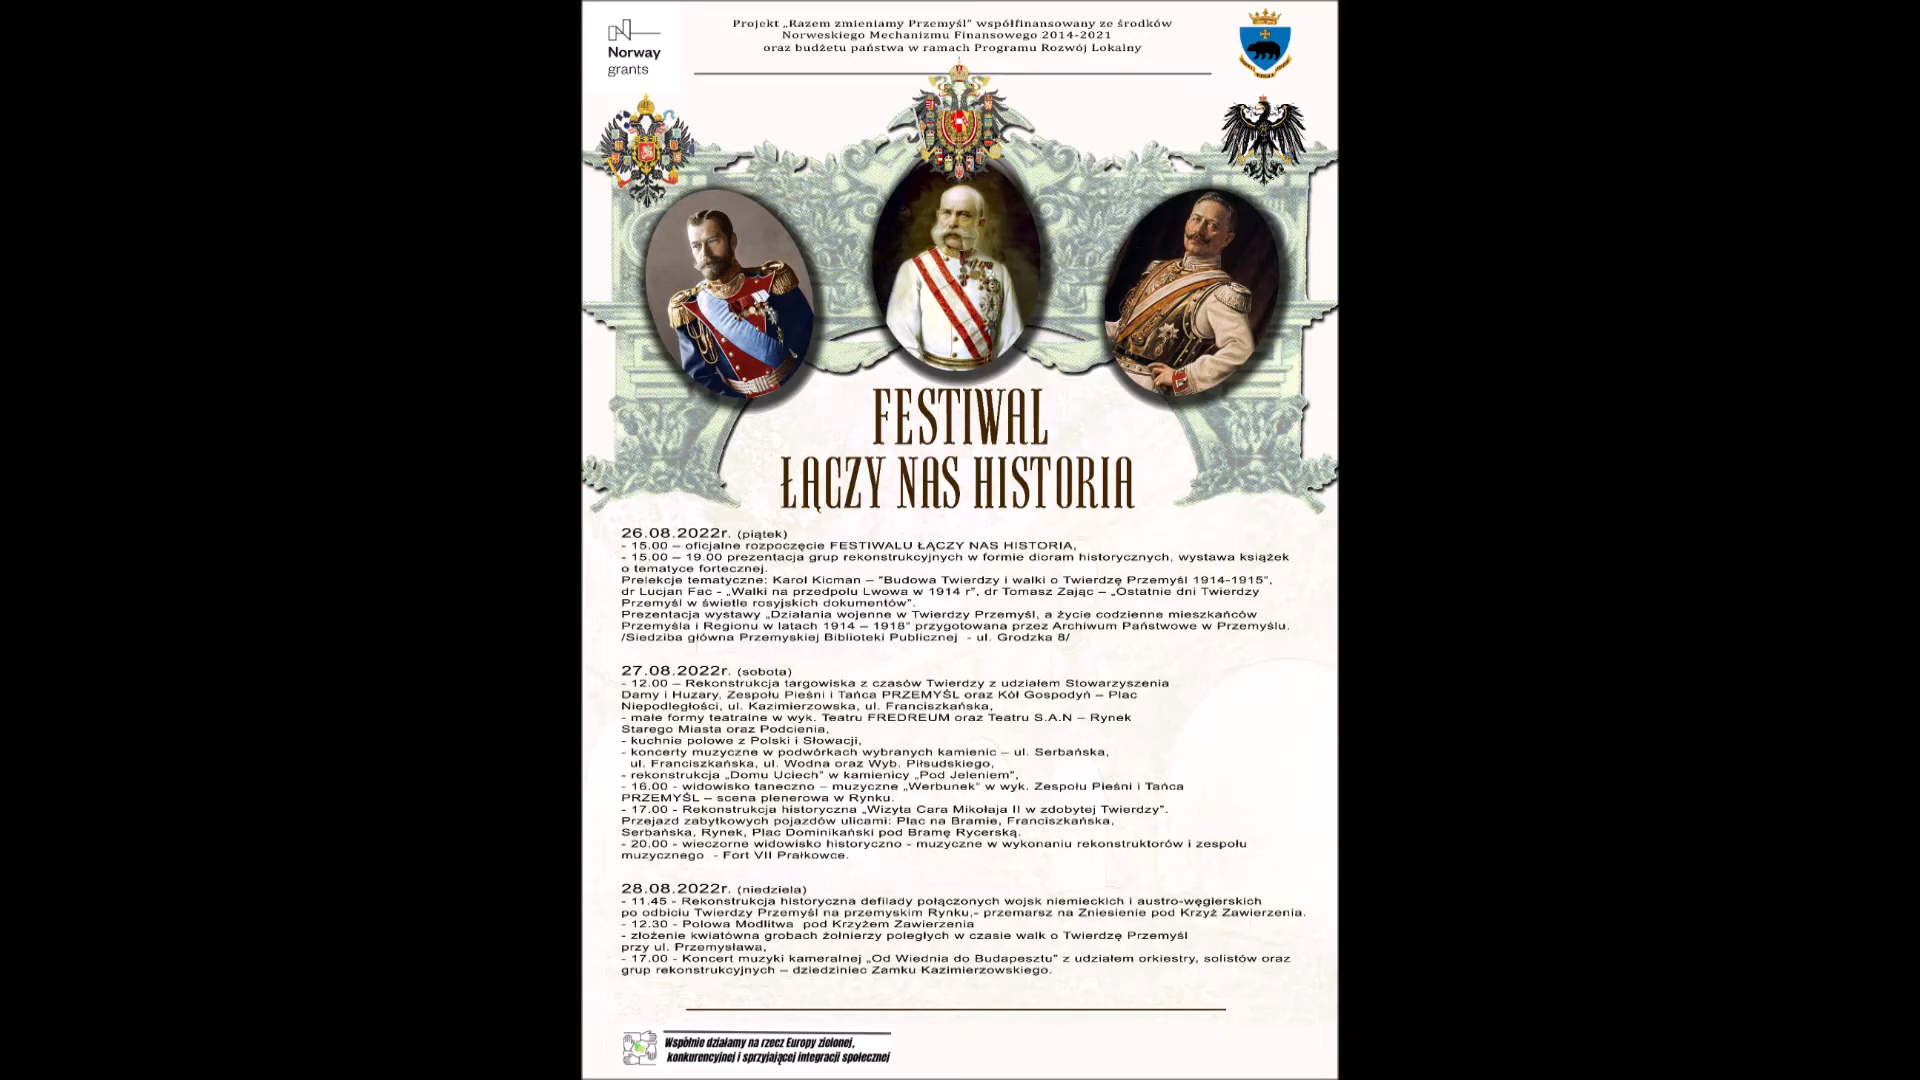 Norway
grants
Projekt „Razem zmieniamy Przemyśl” współfinansowany ze środków
Norweskiego Mechanizmu Finansowego 2014-2021
oraz budżetu państwa w ramach Programu Rozwój Lokalny
FESTIWAL
ŁĄCZY NAS HISTORIA
26.08.2022r. (piątek)
- 15.00 – oficjalne rozpoczęcie FESTIWALU ŁĄCZY NAS HISTORIA,
- 15.00 – 19.00 prezentacja grup rekonstrukcyjnych w formie dioram historycznych, wystawa książek
o tematyce fortecznej.
Prelekcje tematyczne: Karol Kicman – "Budowa Twierdzy i walki o Twierdzę Przemyśl 1914-1915",
dr Lucjan Fac - „Walki na przedpolu Lwowa w 1914 r”, dr Tomasz Zając – „Ostatnie dni Twierdzy
Przemyśl w świetle rosyjskich dokumentów”.
Prezentacja wystawy „Działania wojenne w Twierdzy Przemyśl, a życie codzienne mieszkańców
Przemyśla i Regionu w latach 1914 – 1918” przygotowana przez Archiwum Państwowe w Przemyślu.
/Siedziba główna Przemyskiej Biblioteki Publicznej - ul. Grodzka 8/
27.08.2022r. (sobota)
- 12.00 – Rekonstrukcja targowiska z czasów Twierdzy z udziałem Stowarzyszenia
Damy i Huzary, Zespołu Pieśni i Tańca PRZEMYŚL oraz Kół Gospodyń – Plac
Niepodległości, ul. Kazimierzowska, ul. Franciszkańska,
- małe formy teatralne w wyk. Teatru FREDREUM oraz Teatru S.A.N – Rynek
Starego Miasta oraz Podcienia,
- kuchnie polowe z Polski i Słowacji,
- koncerty muzyczne w podwórkach wybranych kamienic – ul. Serbańska,
ul. Franciszkańska, ul. Wodna oraz Wyb. Piłsudskiego,
- rekonstrukcja „Domu Uciech” w kamienicy „Pod Jeleniem”,
- 16.00 - widowisko taneczno – muzyczne „Werbunek” w wyk. Zespołu Pieśni i Tańca
PRZEMYŚL – scena plenerowa w Rynku.
- 17.00 - Rekonstrukcja historyczna „Wizyta Cara Mikołaja II w zdobytej Twierdzy”.
Przejazd zabytkowych pojazdów ulicami: Plac na Bramie, Franciszkańska,
Serbańska, Rynek, Plac Dominikański pod Bramę Rycerską.
- 20.00 - wieczorne widowisko historyczno - muzyczne w wykonaniu rekonstruktorów i zespołu
muzycznego - Fort VII Prałkowce.
28.08.2022r. (niedziela)
- 11.45 - Rekonstrukcja historyczna defilady połączonych wojsk niemieckich i austro-węgierskich
po odbiciu Twierdzy Przemyśl na przemyskim Rynku,- przemarsz na Zniesienie pod Krzyż Zawierzenia.
- 12.30 - Polowa Modlitwa pod Krzyżem Zawierzenia
- złożenie kwiatówna grobach żołnierzy poległych w czasie walk o Twierdzę Przemyśl
przy ul. Przemysława,
- 17.00 - Koncert muzyki kameralnej „Od Wiednia do Budapesztu” z udziałem orkiestry, solistów oraz
grup rekonstrukcyjnych – dziedziniec Zamku Kazimierzowskiego.
Wspólnie działamy na rzecz Europy zielonej,
konkurencyjnej i sprzyjającej integracji społecznej